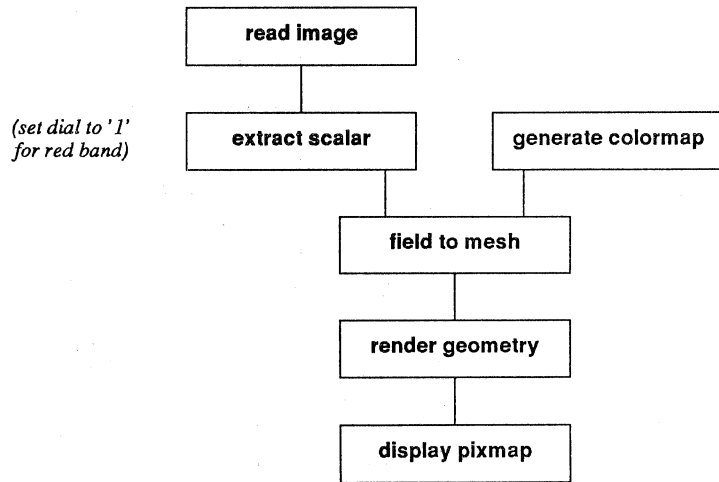 read image
(set dial to '1'
for red band)
extract scalar
generate colormap
field to mesh
render geometry
display pixmap